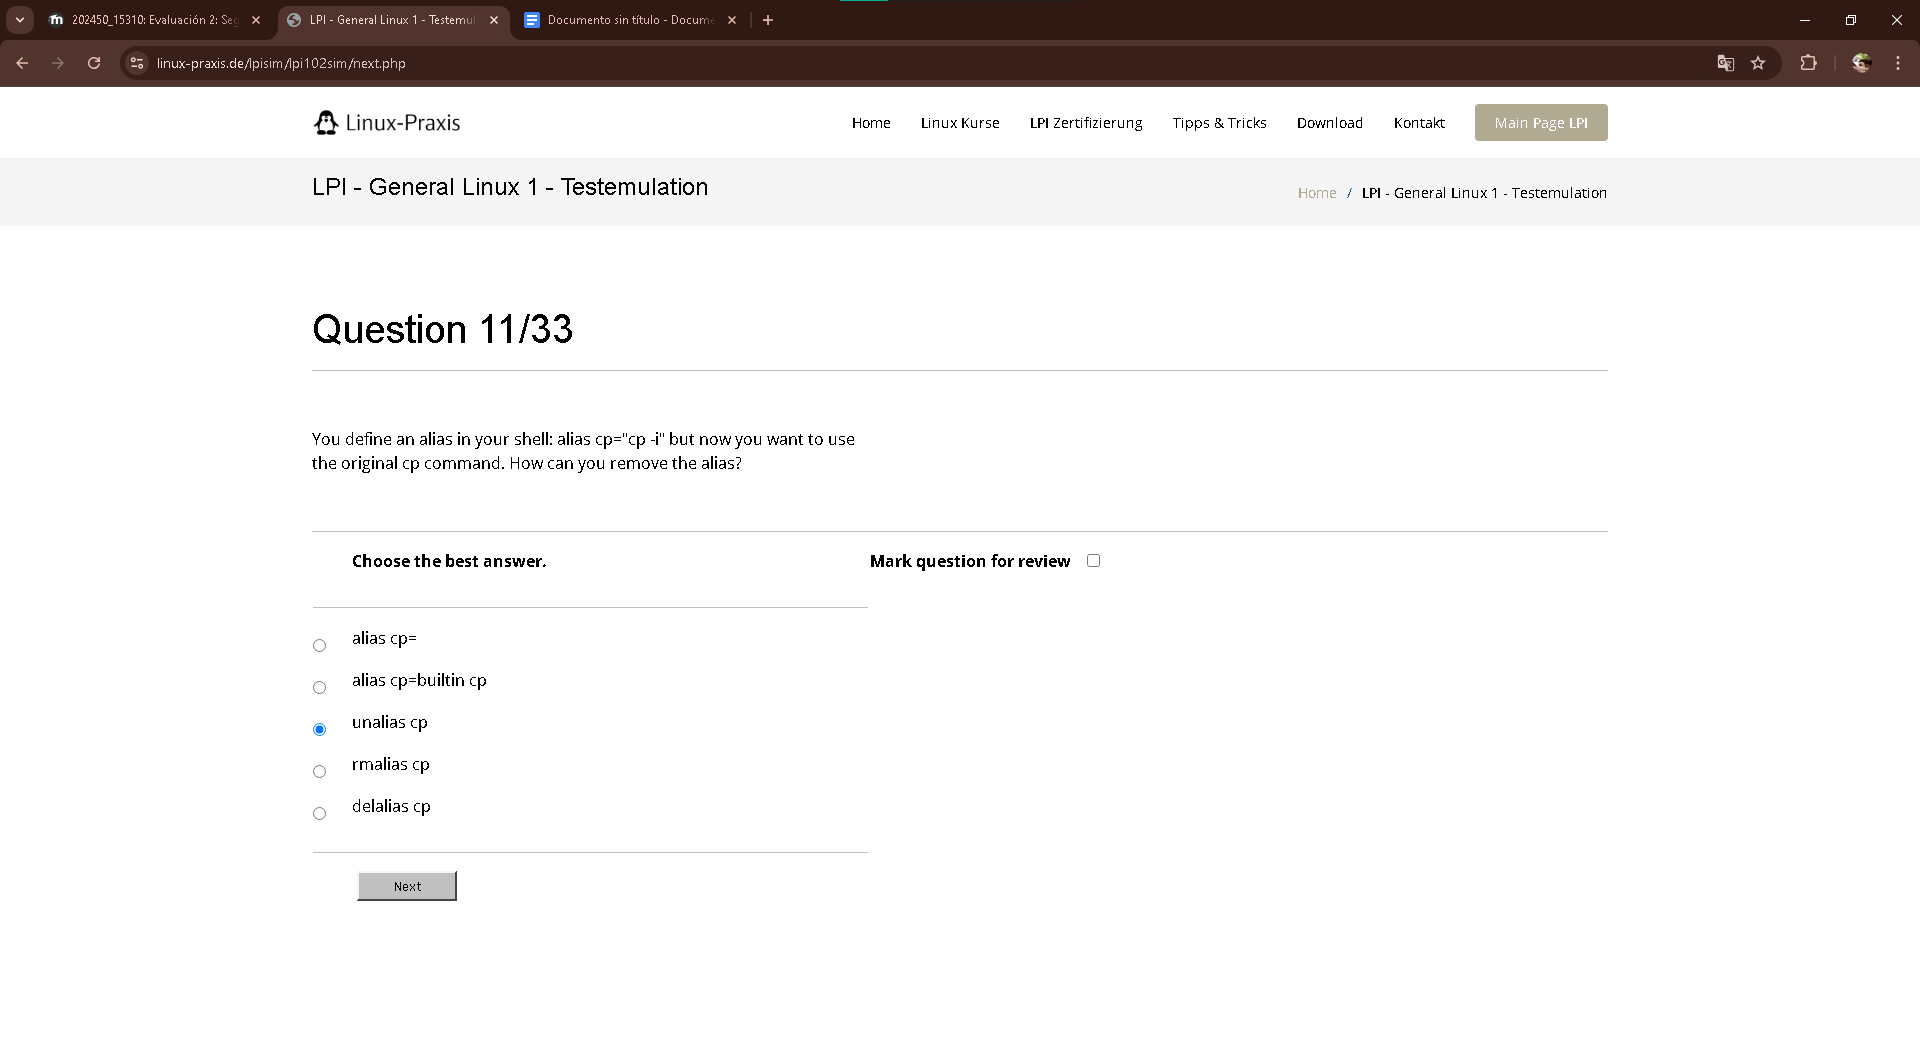 202450_15310: Evaluación 2: Seg
LPI - General Linux 1 - Testemul
Documento sin título - Docume
linux-praxis.de/lpisim/lpi102sim/next.php
Linux-Praxis
Home
Linux Kurse
LPI Zertifizierung
Tipps & Tricks
Download
Kontakt
Main Page LPI
LPI - General Linux 1 - Testemulation
Home / LPI - General Linux 1 - Testemulation
Question 11/33
You define an alias in your shell: alias cp="cp -i" but now you want to use
the original cp command. How can you remove the alias?
Choose the best answer.
Mark question for review
alias cp=
alias cp=builtin cp
unalias cp
rmalias cp
delalias cp
Next